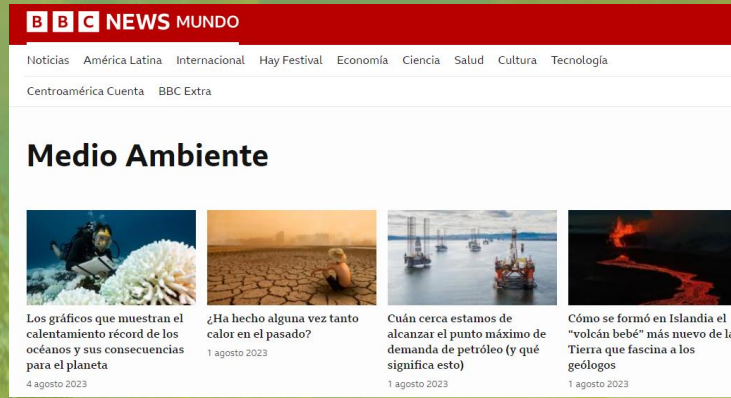 BBC NEWS MUNDO
Noticias América Latina Internacional Hay Festival Economía Ciencia Salud Cultura Tecnología
Centroamérica Cuenta BBC Extra
Medio Ambiente
Los gráficos que muestran el
calentamiento récord de los
océanos y sus consecuencias
para el planeta
4 agosto 2023
¿Ha hecho alguna vez tanto
calor en el pasado?
1 agosto 2023
Cuán cerca estamos de
alcanzar el punto máximo de
demanda de petróleo (y qué
significa esto)
1 agosto 2023
Cómo se formó en Islandia el
“volcán bebé” más nuevo de la
Tierra que fascina a los
geólogos
1 agosto 2023